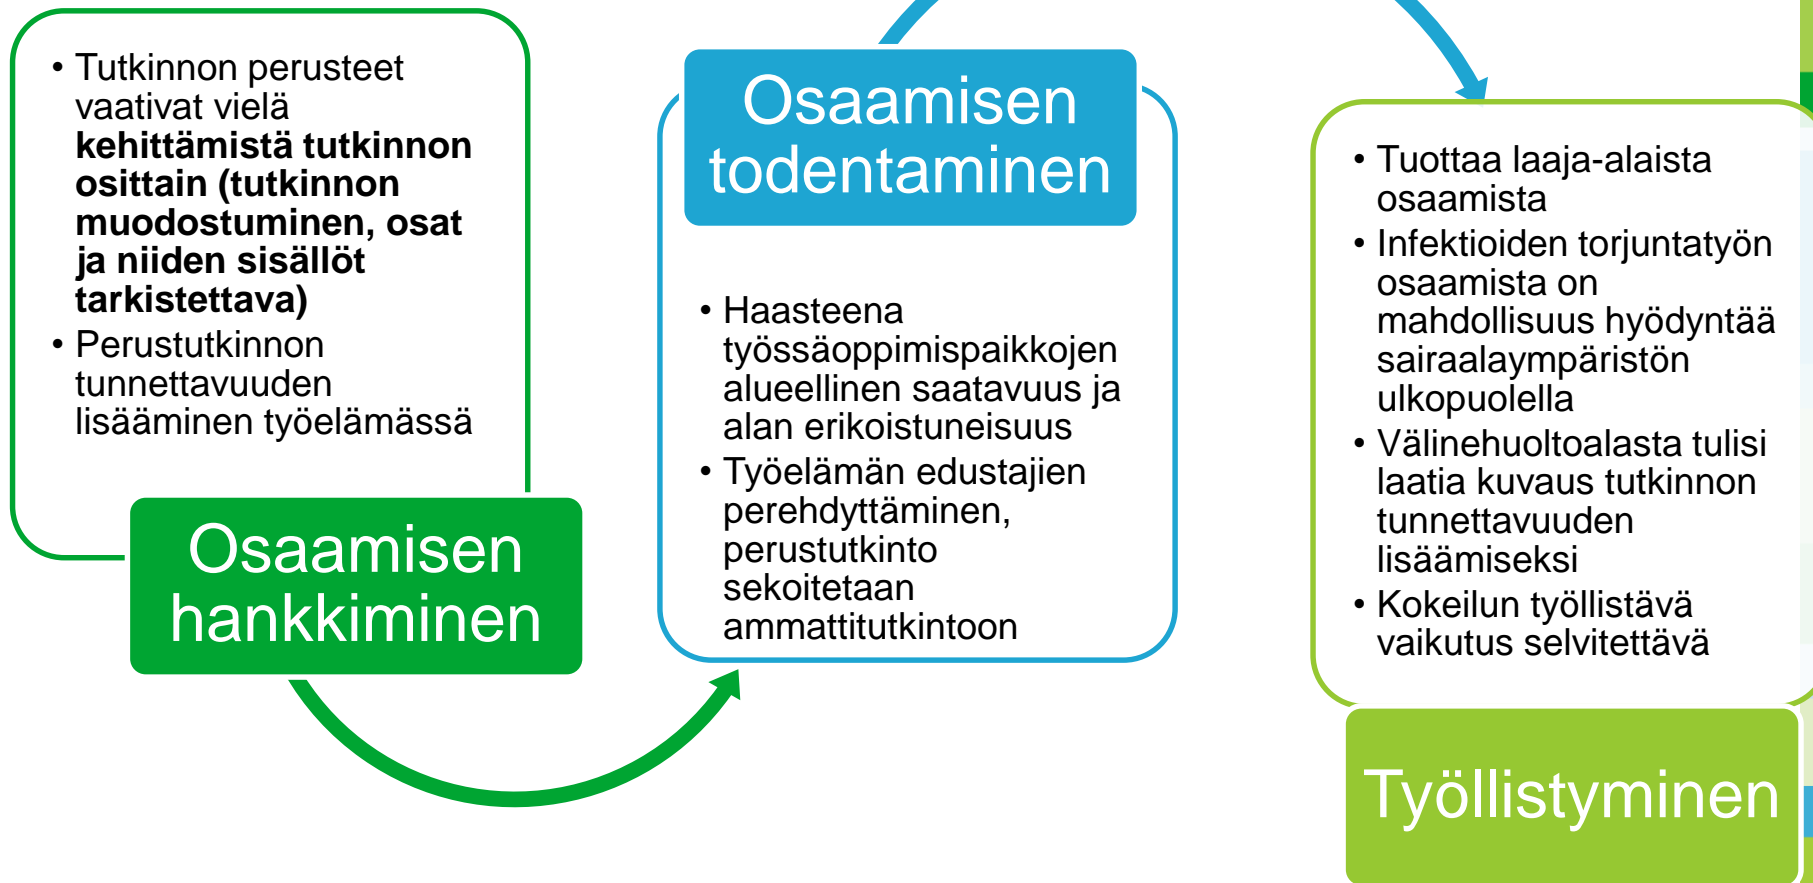 • Tutkinnon perusteet
vaativat vielä
kehittämistä tutkinnon
osittain (tutkinnon
muodostuminen, osat
ja niiden sisällöt
tarkistettava)
• Perustutkinnon
tunnettavuuden
lisääminen työelämässä
Osaamisen
hankkiminen
Osaamisen
todentaminen
• Haasteena
työssäoppimispaikkojen
alueellinen saatavuus ja
alan erikoistuneisuus
• Työelämän edustajien
perehdyttäminen,
perustutkinto
sekoitetaan
ammattitutkintoon
• Tuottaa laaja-alaista
osaamista
• Infektioiden torjuntatyön
osaamista on
mahdollisuus hyödyntää
sairaalaympäristön
ulkopuolella
• Välinehuoltoalasta tulisi
laatia kuvaus tutkinnon
tunnettavuuden
lisäämiseksi
• Kokeilun työllistävä
vaikutus selvitettävä
Työllistyminen